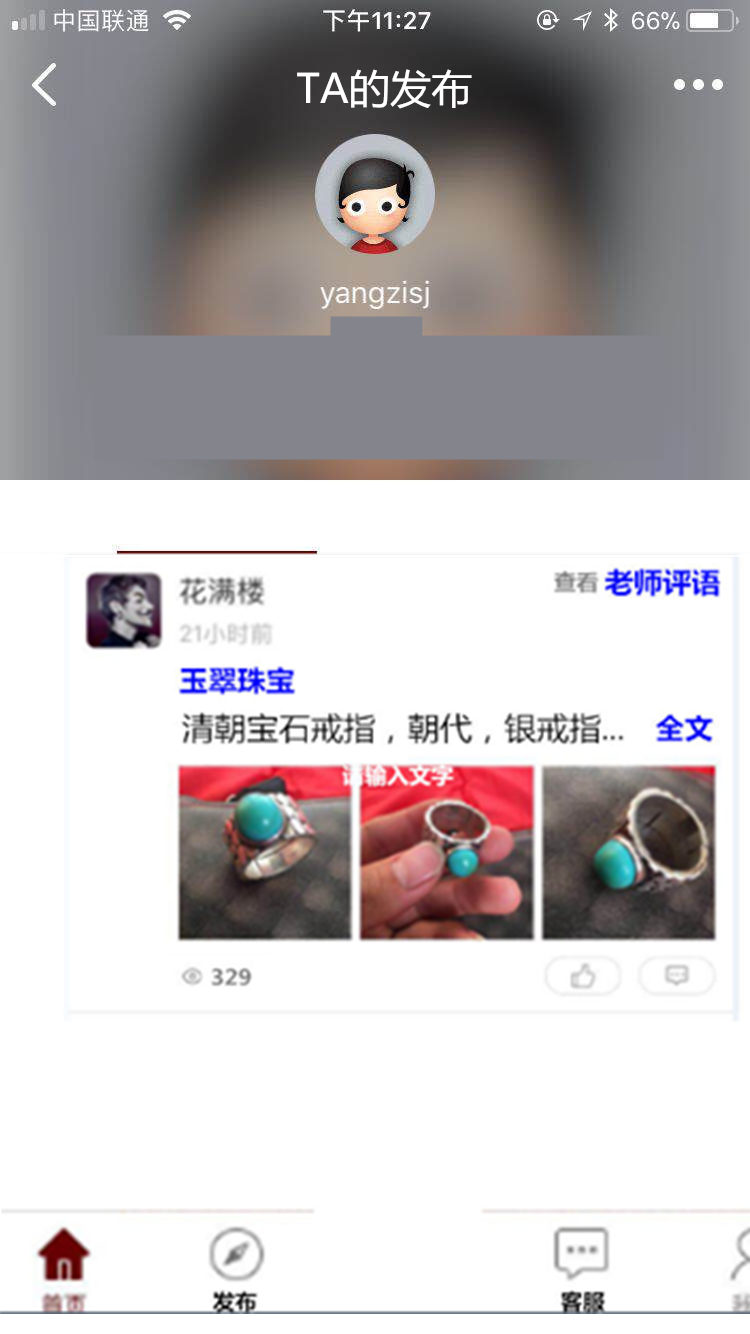 中国联通 下午11:27 66%
TA的发布
yangzisj
花满楼
查看 老师评语
21小时前
玉翠珠宝
清朝宝石戒指，朝代，银戒指... 全文
请输入文字
329
首页 发布 客服